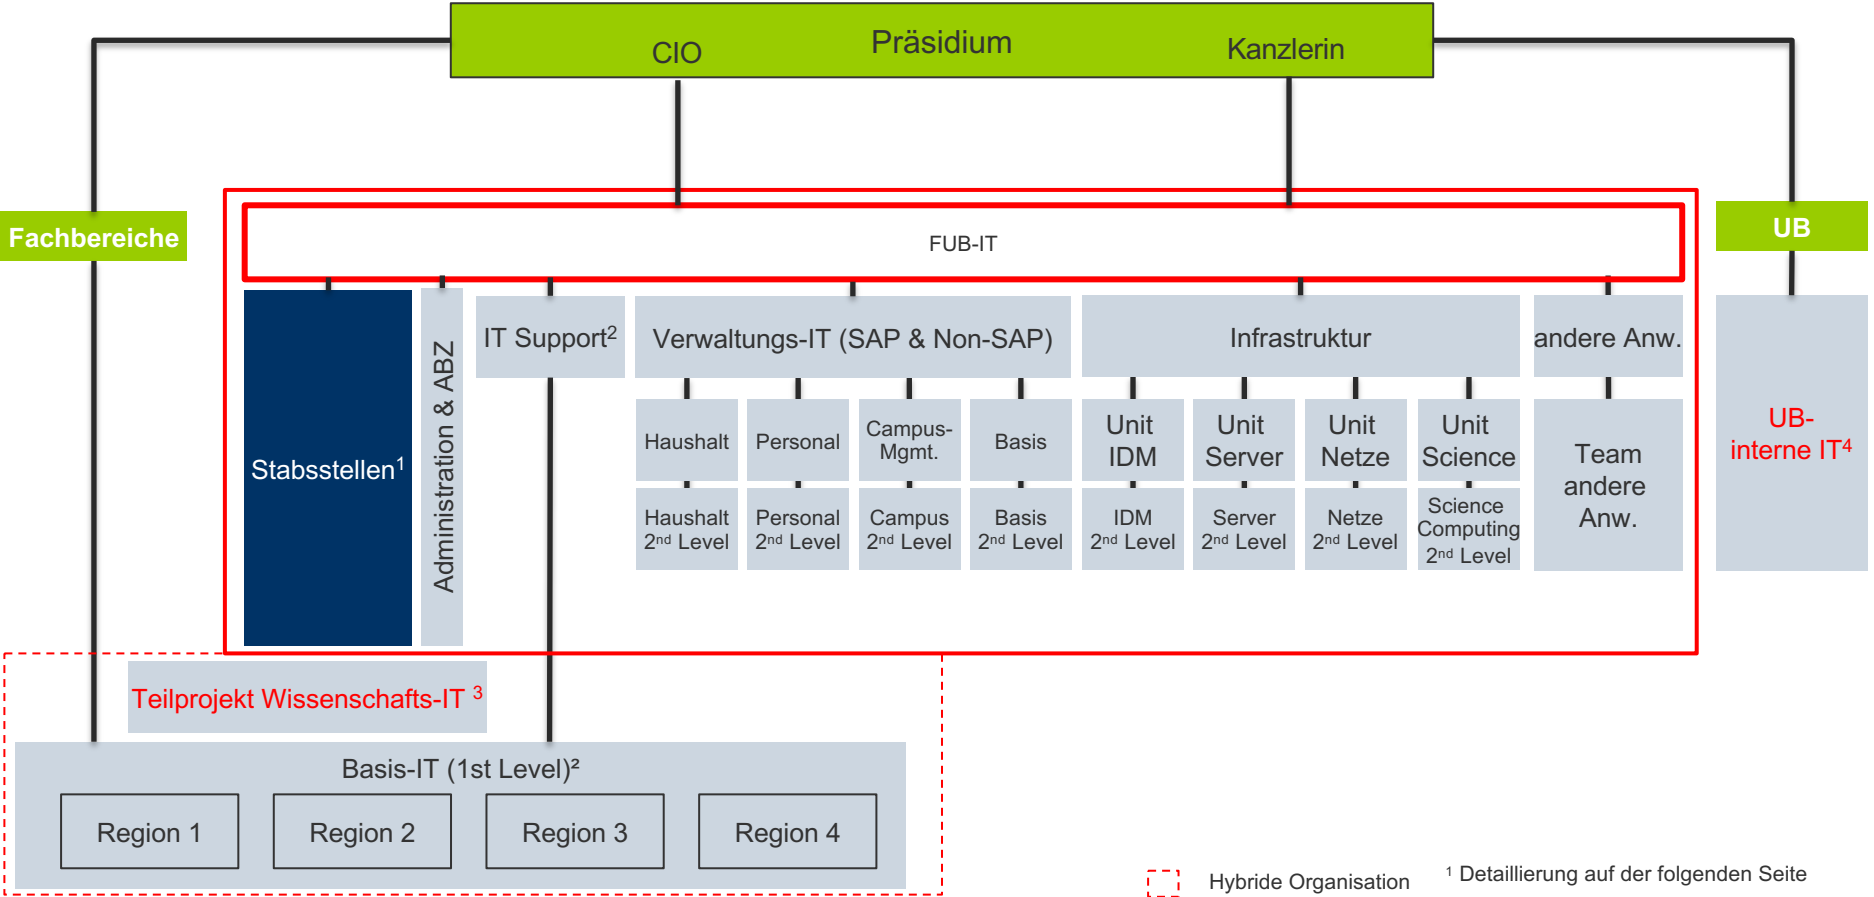 CIO
Präsidium
Kanzlerin
Fachbereiche
UB
FUB-IT
Stabsstellen¹
Administration & ABZ
IT Support²
Verwaltungs-IT (SAP & Non-SAP)
Infrastruktur
andere Anw.
Haushalt
Personal
Campus-
Mgmt.
Basis
Unit
IDM
Unit
Server
Unit
Netze
Unit
Science
Haushalt
2nd Level
Personal
2nd Level
Campus
2nd Level
Basis
2nd Level
IDM
2nd Level
Server
2nd Level
Netze
2nd Level
Science
Computing
2nd Level
Team
andere
Anw.
UB-
interne IT⁴
Teilprojekt Wissenschafts-IT ³
Basis-IT (1st Level)²
Region 1
Region 2
Region 3
Region 4
Hybride Organisation
¹ Detaillierung auf der folgenden Seite